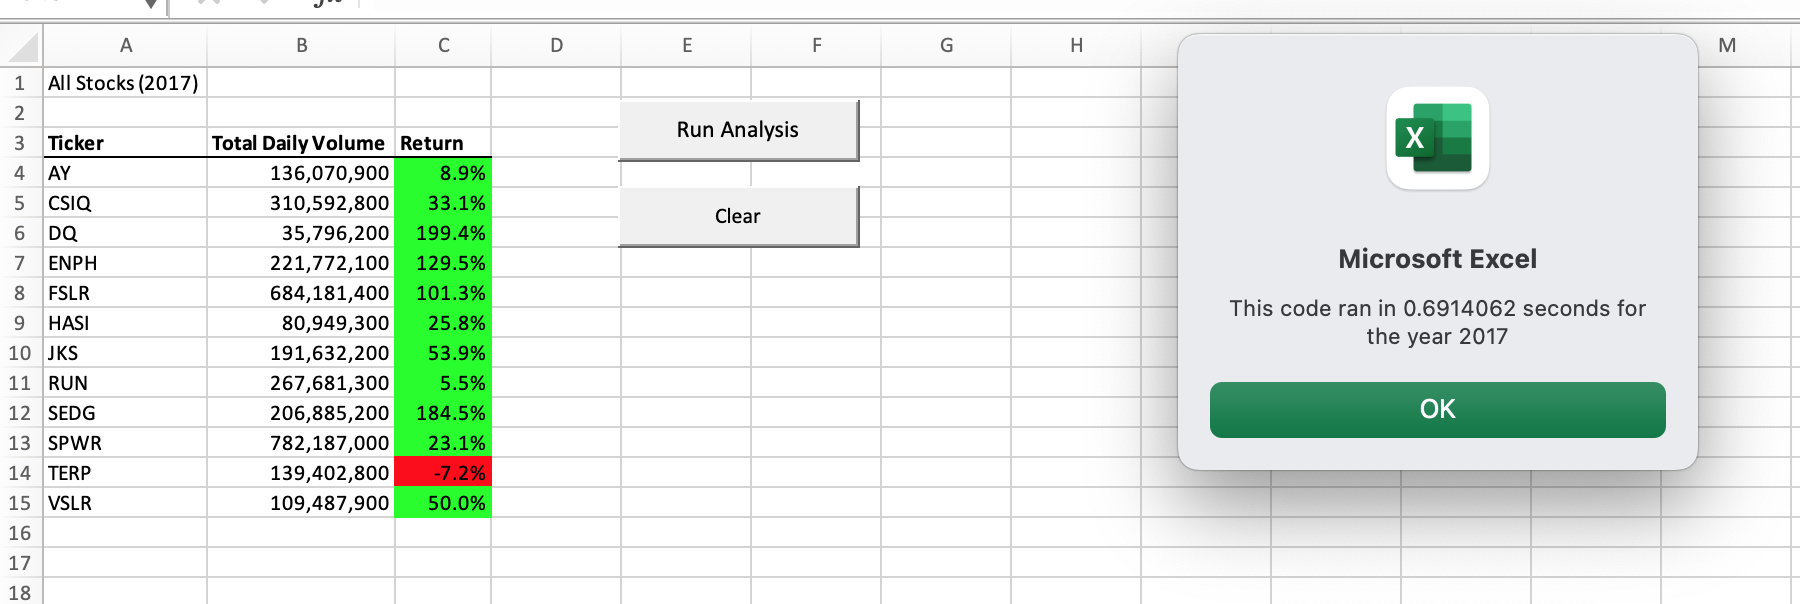 A B C D E F G H M
1 All Stocks (2017)
2
3 Ticker Total Daily Volume Return
4 AY 136,070,900 8.9%
5 CSIQ 310,592,800 33.1%
6 DQ 35,796,200 199.4%
7 ENPH 221,772,100 129.5%
8 FSLR 684,181,400 101.3%
9 HASI 80,949,300 25.8%
10 JKS 191,632,200 53.9%
11 RUN 267,681,300 5.5%
12 SEDG 206,885,200 184.5%
13 SPWR 782,187,000 23.1%
14 TERP 139,402,800 -7.2%
15 VSLR 109,487,900 50.0%
16
17
18
Run Analysis
Clear
X
Microsoft Excel
This code ran in 0.6914062 seconds for
the year 2017
OK